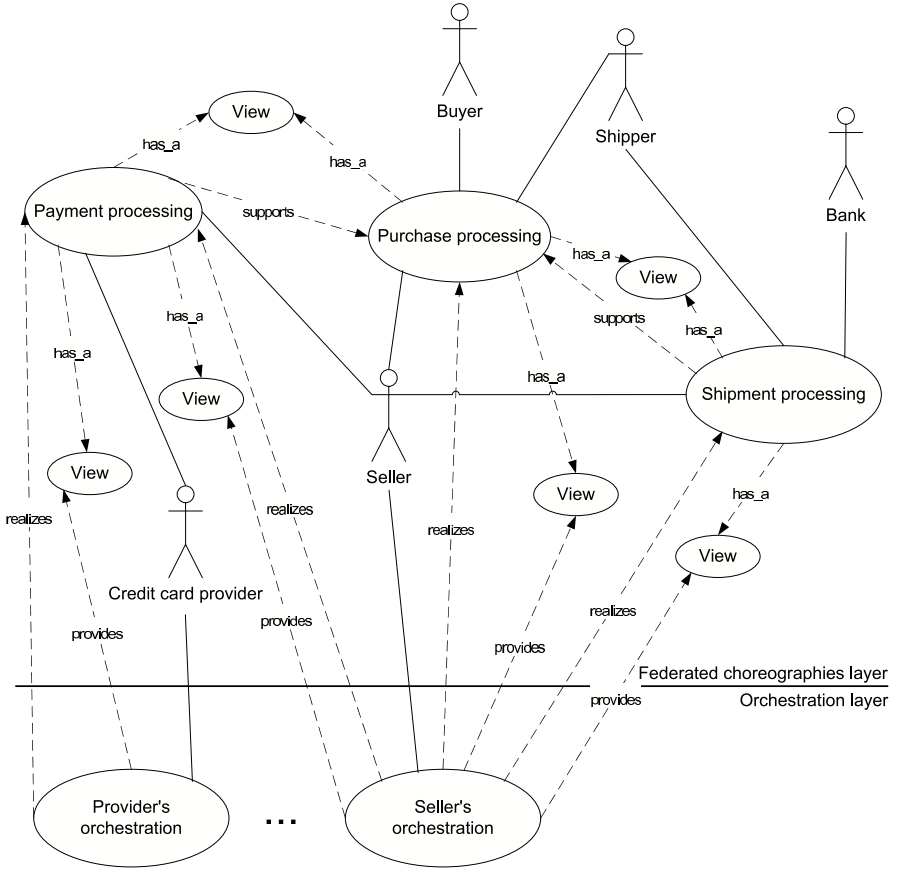 View
Buyer
Shipper
Bank
has_a
has_a
Payment processing
supports
Purchase processing
has_a
View
supports
has_a
has_a
has_a
has_a
View
Shipment processing
View
Seller
View
has_a
realizes
realizes
realizes
View
Credit card provider
provides
provides
provides
realizes
Federated choreographies layer
provides
Orchestration layer
Provider's
orchestration
...
Seller's
orchestration